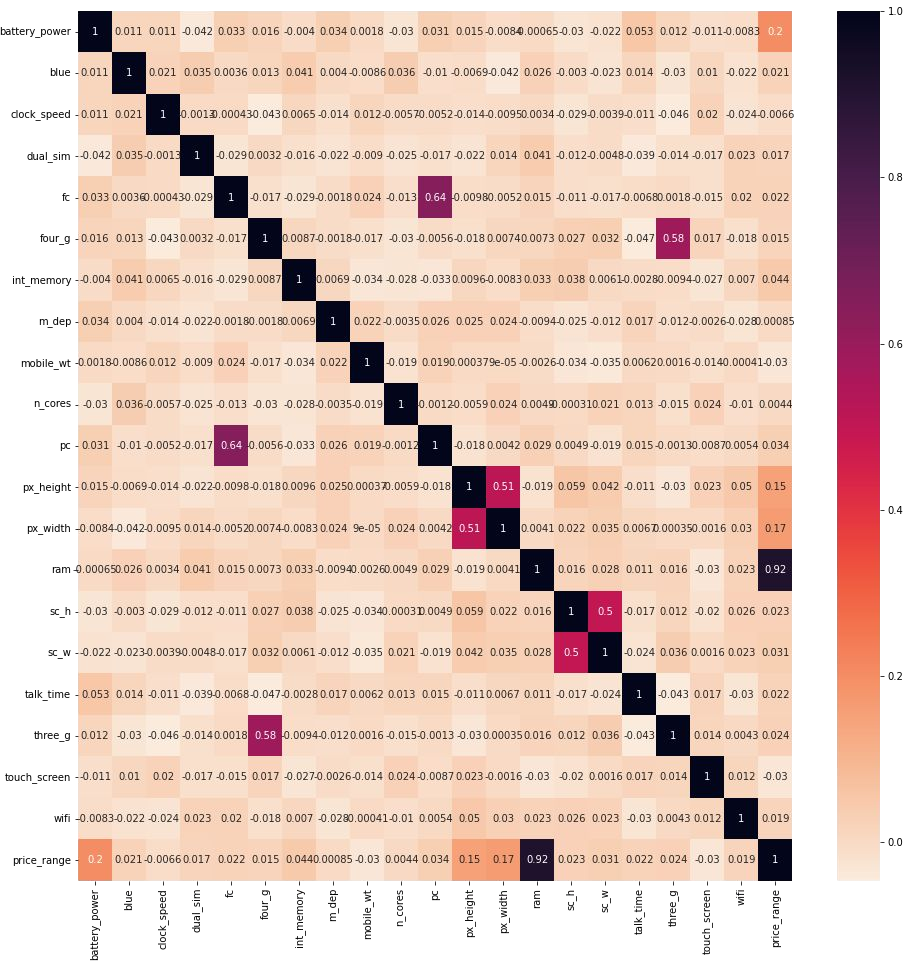 battery_power 1 0.011 0.011 -0.042 0.033 0.016 -0.004 0.034 0.0018 -0.03 0.031 0.015 -0.0084 -0.00065 -0.03 -0.022 0.053 0.012 -0.011 -0.0083 0.2
blue 0.011 1 0.021 0.035 0.0036 0.013 0.041 0.004 -0.0086 0.036 -0.01 -0.0069 -0.042 0.026 -0.003 -0.023 0.014 -0.03 0.01 -0.022 0.021
clock_speed 0.011 0.021 1 -0.0013 -0.00043 -0.043 0.0065 -0.014 0.012 -0.0057 -0.0052 -0.014 -0.0095 0.0034 -0.029 -0.0039 -0.011 -0.046 0.02 -0.024 -0.0066
dual_sim -0.042 0.035 -0.0013 1 -0.029 0.0032 -0.016 -0.022 -0.009 -0.025 -0.017 -0.022 0.014 0.041 -0.012 -0.0048 -0.039 -0.014 -0.017 0.023 0.017
fc 0.033 0.0036 -0.00043 -0.029 1 -0.017 -0.029 -0.0018 0.024 -0.013 0.64 -0.0098 -0.0052 0.015 -0.011 -0.017 -0.0068 0.0018 -0.015 0.02 0.022
four_g 0.016 0.013 -0.043 0.0032 -0.017 1 0.0087 -0.0018 -0.017 -0.03 -0.0056 -0.018 0.0074 0.0073 0.027 0.032 -0.047 0.58 0.017 -0.018 0.015
int_memory -0.004 0.041 0.0065 -0.016 -0.029 0.0087 1 0.0069 -0.034 -0.028 -0.033 0.0096 -0.0083 0.033 0.038 0.0061 -0.0028 -0.0094 -0.027 0.007 0.044
m_dep 0.034 0.004 -0.014 -0.022 -0.0018 -0.0018 0.0069 1 0.022 -0.0035 0.026 0.025 0.024 -0.0094 -0.025 -0.012 0.017 -0.012 -0.0026 -0.028 0.00085
mobile_wt 0.0018 -0.0086 0.012 -0.009 0.024 -0.017 -0.034 0.022 1 -0.019 0.019 0.00037 9e-05 -0.0026 -0.034 -0.035 0.0062 0.0016 -0.014 -0.00041 -0.03
n_cores -0.03 0.036 -0.0057 -0.025 -0.013 -0.03 -0.028 -0.0035 -0.019 1 -0.0012 -0.0059 0.024 0.0049 -0.00031 0.021 0.013 -0.015 0.024 -0.01 0.0044
pc 0.031 -0.01 -0.0052 -0.017 0.64 -0.0056 -0.033 0.026 0.019 -0.0012 1 -0.018 0.0042 0.029 0.0049 -0.019 0.015 -0.0013 -0.0087 0.0054 0.034
px_height 0.015 -0.0069 -0.014 -0.022 -0.0098 -0.018 0.0096 0.025 0.00037 -0.0059 -0.018 1 0.51 -0.019 0.059 0.042 -0.011 -0.03 0.023 0.05 0.15
px_width -0.0084 -0.042 -0.0095 0.014 -0.0052 0.0074 -0.0083 0.024 9e-05 0.024 0.0042 0.51 1 0.0041 0.022 0.035 0.0067 0.00035 -0.0016 0.03 0.17
ram -0.00065 0.026 0.0034 0.041 0.015 0.0073 0.033 -0.0094 -0.0026 0.0049 0.029 -0.019 0.0041 1 0.016 0.028 0.011 0.016 -0.03 0.023 0.92
sc_h -0.03 -0.003 -0.029 -0.012 -0.011 0.027 0.038 -0.025 -0.034 -0.00031 0.0049 0.059 0.022 0.016 1 0.5 -0.017 0.012 -0.02 0.026 0.023
sc_w -0.022 -0.023 -0.0039 -0.0048 -0.017 0.032 0.0061 -0.012 -0.035 0.021 -0.019 0.042 0.035 0.028 0.5 1 -0.024 0.036 0.0016 0.023 0.031
talk_time 0.053 0.014 -0.011 -0.039 -0.0068 -0.047 -0.0028 0.017 0.0062 0.013 0.015 -0.011 0.0067 0.011 -0.017 -0.024 1 -0.043 0.017 -0.03 0.022
three_g 0.012 -0.03 -0.046 -0.014 0.0018 0.58 -0.0094 -0.012 0.0016 -0.015 -0.0013 -0.03 0.00035 0.016 0.012 0.036 -0.043 1 0.014 0.0043 0.024
touch_screen -0.011 0.01 0.02 -0.017 -0.015 0.017 -0.027 -0.0026 -0.014 0.024 -0.0087 0.023 -0.0016 -0.03 -0.02 0.0016 0.017 0.014 1 0.012 -0.03
wifi -0.0083 -0.022 -0.024 0.023 0.02 -0.018 0.007 -0.028 -0.00041 -0.01 0.0054 0.05 0.03 0.023 0.026 0.023 -0.03 0.0043 0.012 1 0.019
price_range 0.2 0.021 -0.0066 0.017 0.022 0.015 0.044 0.00085 -0.03 0.0044 0.034 0.15 0.17 0.92 0.023 0.031 0.022 0.024 -0.03 0.019 1
battery_power blue clock_speed dual_sim fc four_g int_memory m_dep mobile_wt n_cores pc px_height px_width ram sc_h sc_w talk_time three_g touch_screen wifi price_range
1.0
0.8
0.6
0.4
0.2
0.0